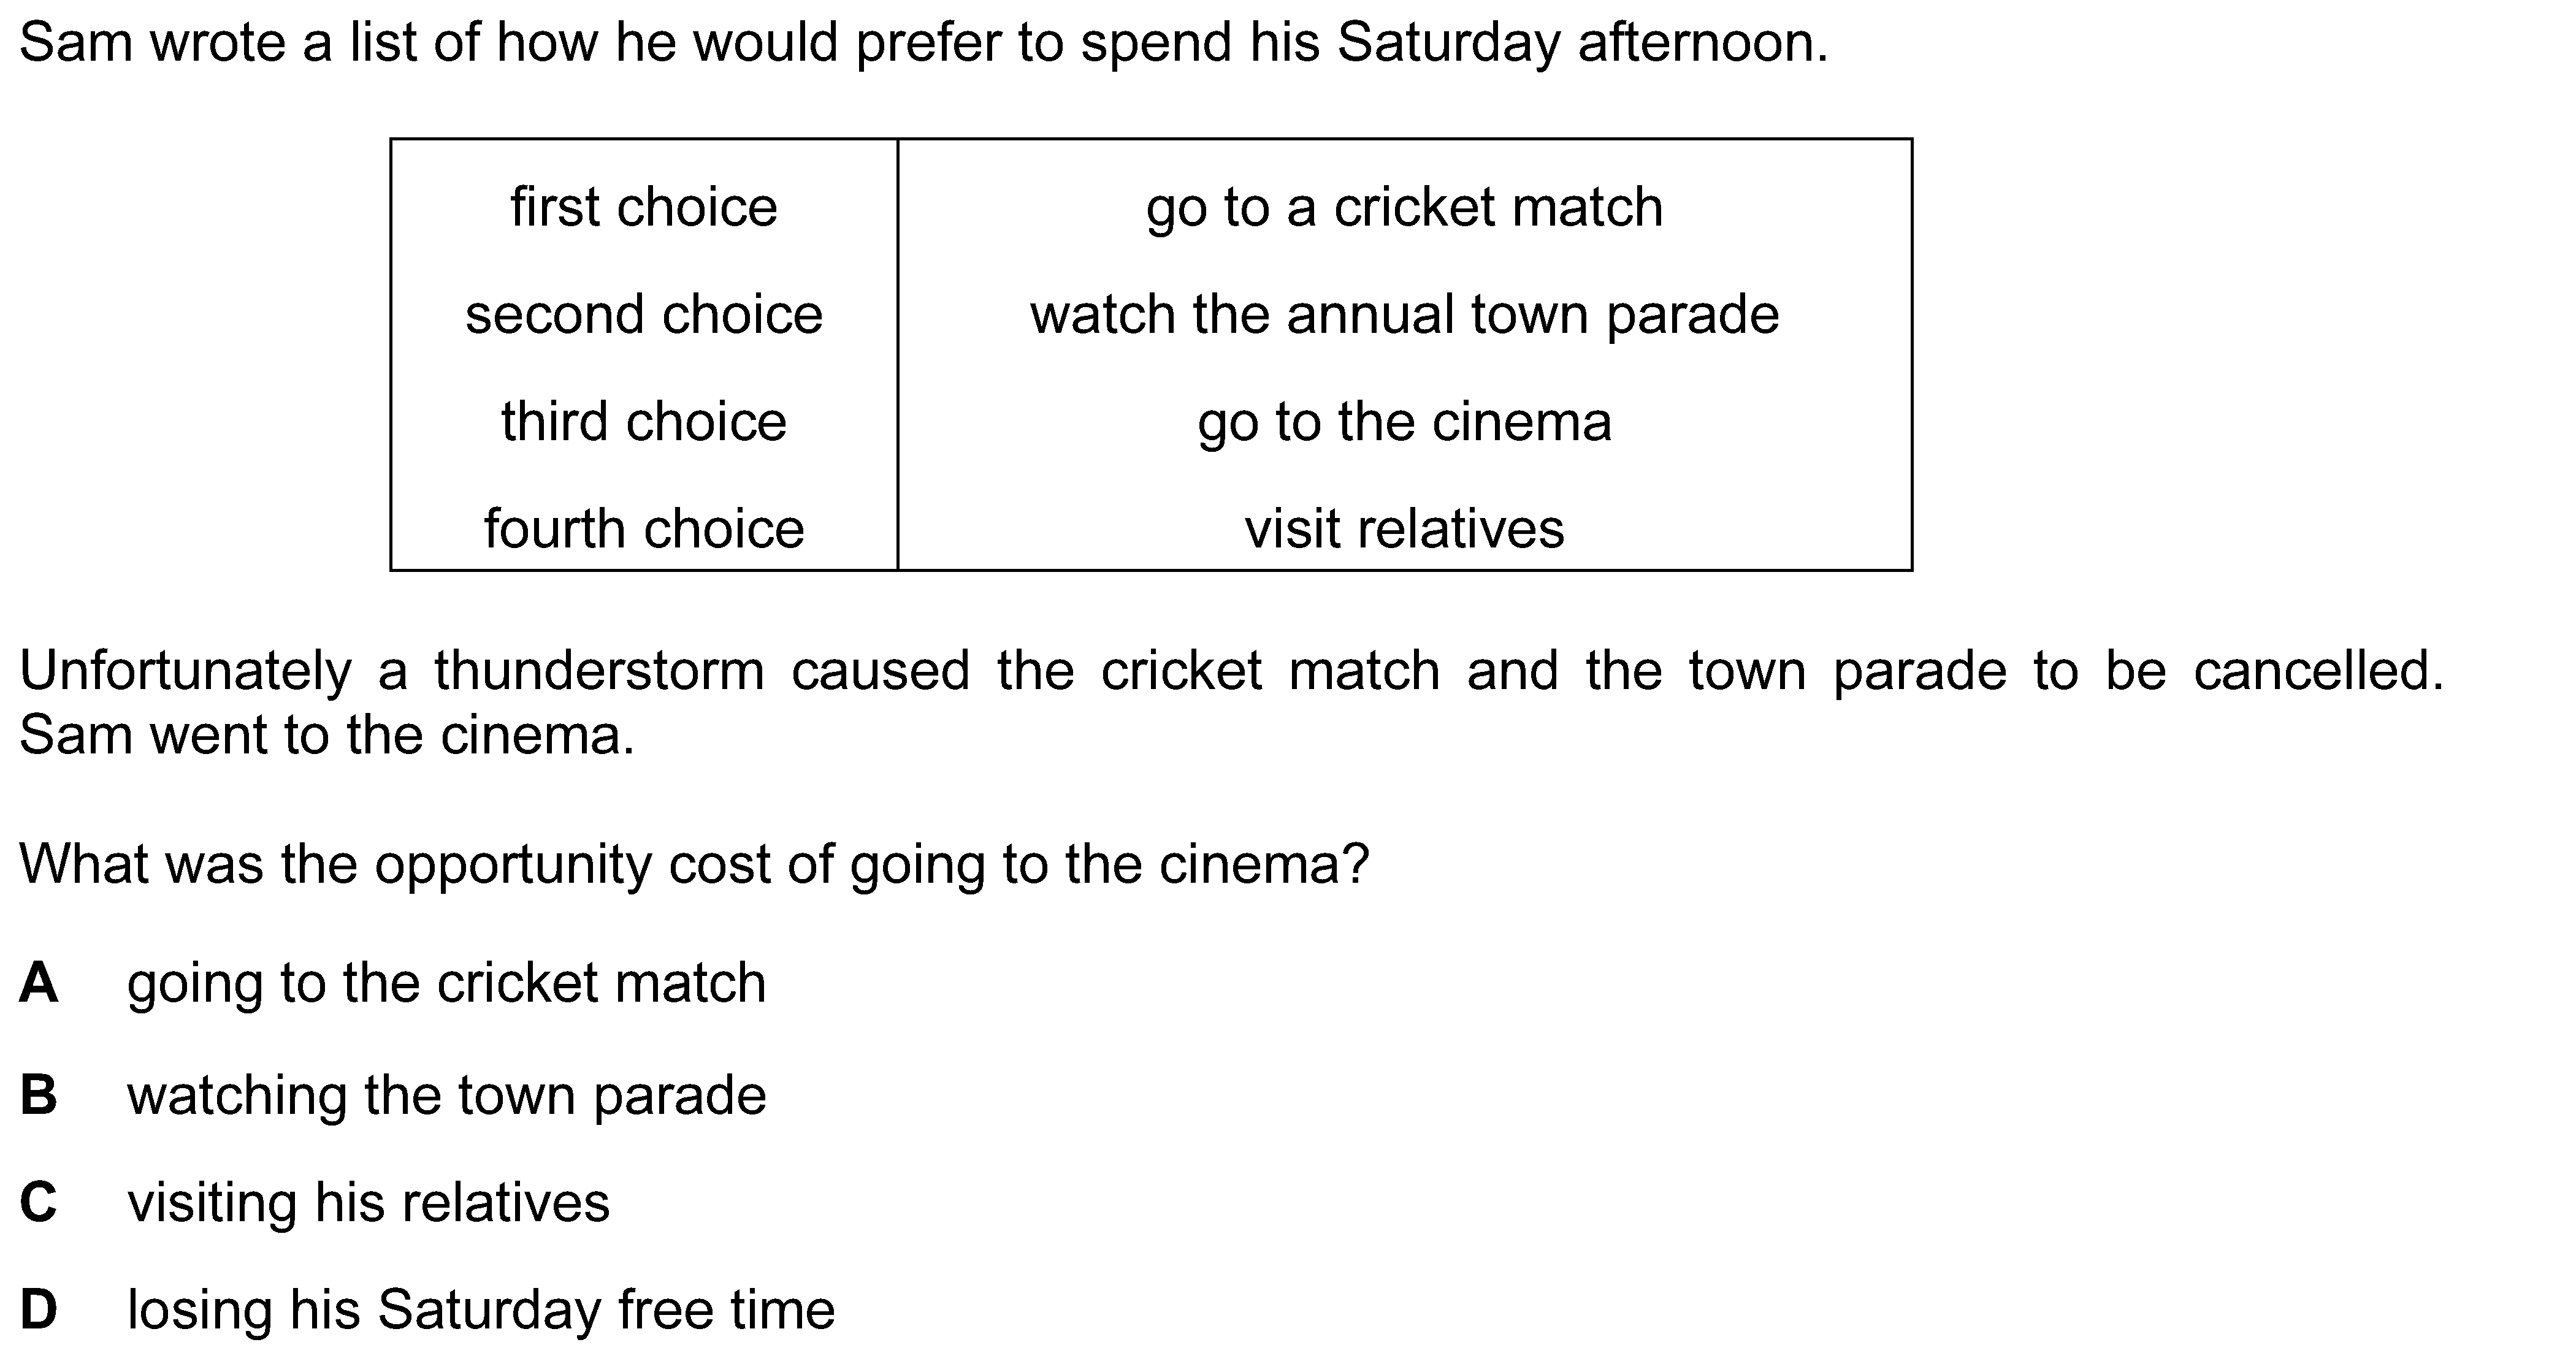 Sam wrote a list of how he would prefer to spend his Saturday afternoon.
first choice go to a cricket match
second choice watch the annual town parade
third choice go to the cinema
fourth choice visit relatives
Unfortunately a thunderstorm caused the cricket match and the town parade to be cancelled.
Sam went to the cinema.
What was the opportunity cost of going to the cinema?
A going to the cricket match
B watching the town parade
C visiting his relatives
D losing his Saturday free time